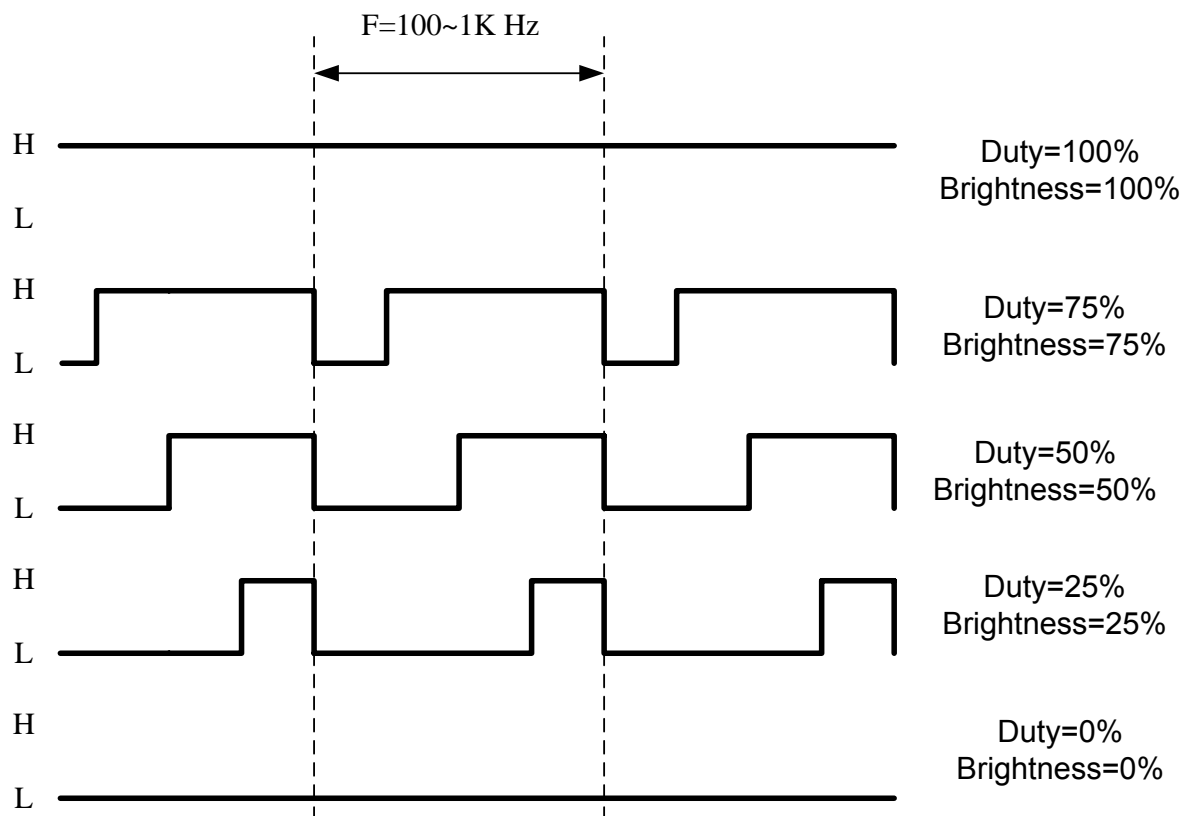 F=100~1K Hz
H
L
Duty=100%
Brightness=100%
H
L
Duty=75%
Brightness=75%
H
L
Duty=50%
Brightness=50%
H
L
Duty=25%
Brightness=25%
H
L
Duty=0%
Brightness=0%